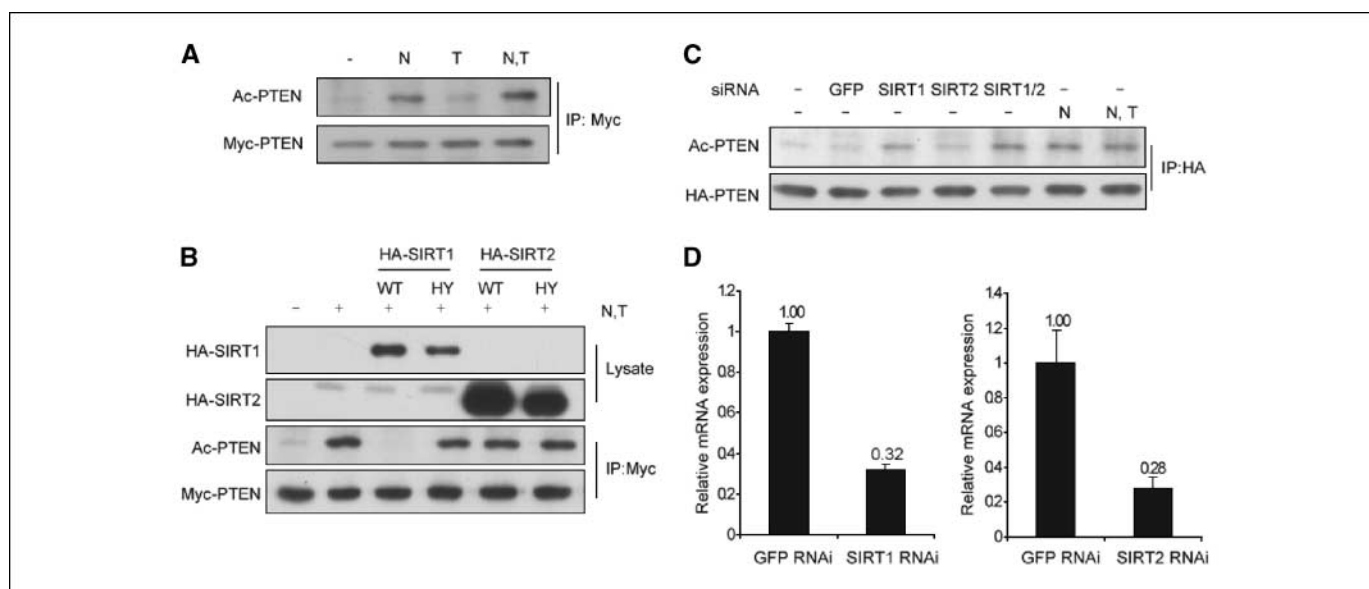 A
- N T N,T
Ac-PTEN
Myc-PTEN
IP: Myc
B
HA-SIRT1 HA-SIRT2
WT HY WT HY
- + + + + + N,T
HA-SIRT1
HA-SIRT2
Lysate
Ac-PTEN
Myc-PTEN
IP:Myc
C
siRNA - GFP SIRT1 SIRT2 SIRT1/2 - -
- - - - - N N, T
Ac-PTEN
HA-PTEN
IP:HA
D
Relative mRNA expression
1.2
1
0.8
0.6
0.4
0.2
0
1.00
0.32
GFP RNAi SIRT1 RNAi
Relative mRNA expression
1.4
1.2
1
0.8
0.6
0.4
0.2
0
1.00
0.28
GFP RNAi SIRT2 RNAi